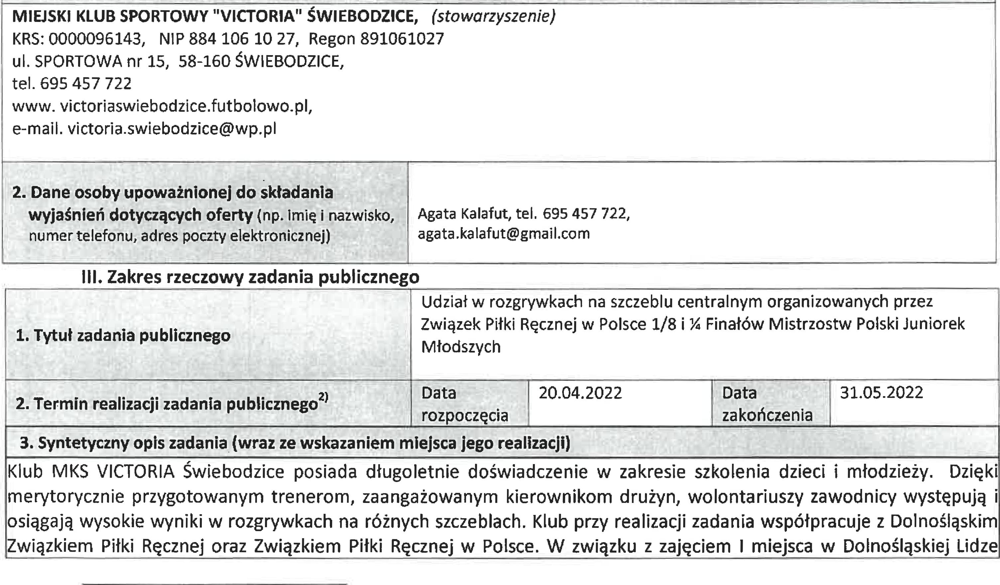 MIEJSKI KLUB SPORTOWY "VICTORIA" ŚWIEBODZICE, (stowarzyszenie)
KRS: 0000096143, NIP 884 106 10 27, Regon 891061027
ul. SPORTOWA nr 15, 58-160 ŚWIEBODZICE,
tel. 695 457 722
www. victoriaswiebodzice.futbolowo.pl,
e-mail. victoria.swiebodzice@wp.pl
2. Dane osoby upoważnionej do składania
wyjaśnień dotyczących oferty (np. imię i nazwisko,
numer telefonu, adres poczty elektronicznej)
Agata Kalafut, tel. 695 457 722,
agata.kalafut@gmail.com
III. Zakres rzeczowy zadania publicznego
1. Tytuł zadania publicznego
Udział w rozgrywkach na szczeblu centralnym organizowanych przez
Związek Piłki Ręcznej w Polsce 1/8 i ¼ Finałów Mistrzostw Polski Juniorek
Młodszych
2. Termin realizacji zadania publicznego²⁾
Data
rozpoczęcia
20.04.2022
Data
zakończenia
31.05.2022
3. Syntetyczny opis zadania (wraz ze wskazaniem miejsca jego realizacji)
Klub MKS VICTORIA Świebodzice posiada długoletnie doświadczenie w zakresie szkolenia dzieci i młodzieży. Dzięki
merytorycznie przygotowanym trenerom, zaangażowanym kierownikom drużyn, wolontariuszy zawodnicy występują i
osiągają wysokie wyniki w rozgrywkach na różnych szczeblach. Klub przy realizacji zadania współpracuje z Dolnośląskim
Związkiem Piłki Ręcznej oraz Związkiem Piłki Ręcznej w Polsce. W związku z zajęciem I miejsca w Dolnośląskiej Lidze